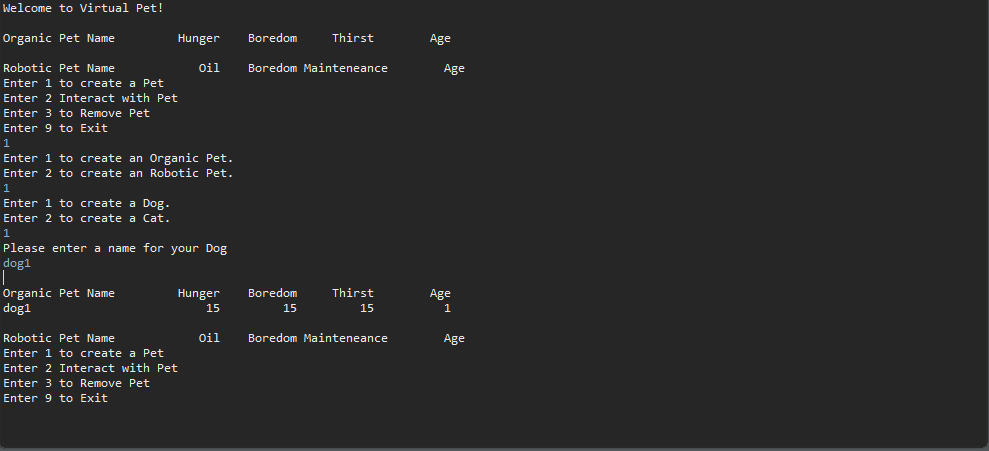 Welcome to Virtual Pet!
Organic Pet Name         Hunger    Boredom     Thirst        Age
Robotic Pet Name            Oil    Boredom Mainteneance        Age
Enter 1 to create a Pet
Enter 2 Interact with Pet
Enter 3 to Remove Pet
Enter 9 to Exit
1
Enter 1 to create an Organic Pet.
Enter 2 to create an Robotic Pet.
1
Enter 1 to create a Dog.
Enter 2 to create a Cat.
1
Please enter a name for your Dog
dog1
Organic Pet Name         Hunger    Boredom     Thirst        Age
dog1                         15         15         15          1
Robotic Pet Name            Oil    Boredom Mainteneance        Age
Enter 1 to create a Pet
Enter 2 Interact with Pet
Enter 3 to Remove Pet
Enter 9 to Exit